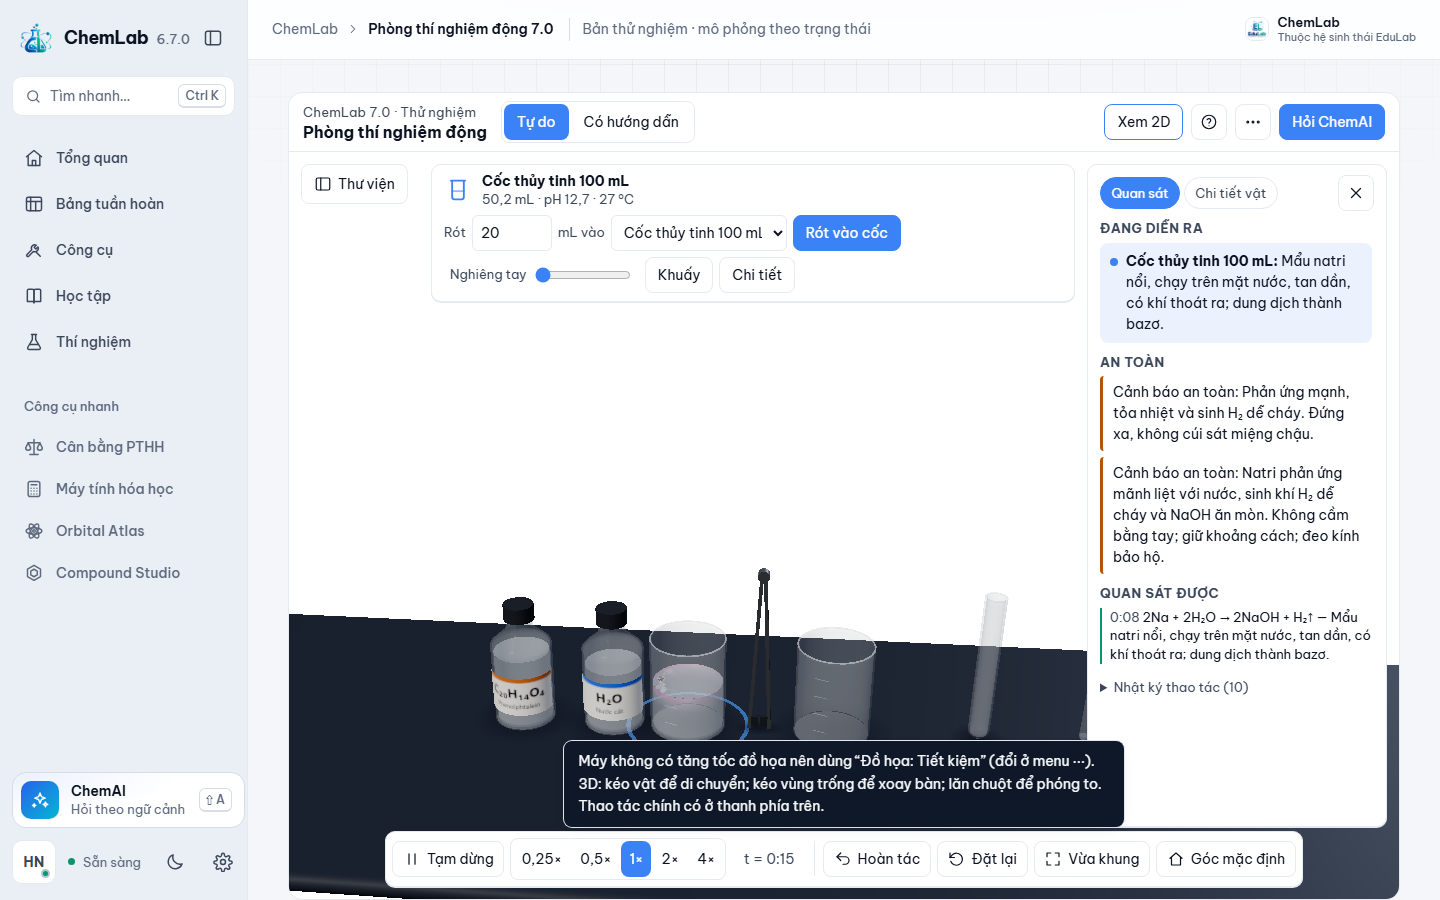 ChemLab 6.7.0
Tìm nhanh... Ctrl K
Tổng quan
Bảng tuần hoàn
Công cụ
Học tập
Thí nghiệm
Công cụ nhanh
Cân bằng PTHH
Máy tính hóa học
Orbital Atlas
Compound Studio
ChemAI
Hỏi theo ngữ cảnh
⇧ A
HN
Sẵn sàng
ChemLab › Phòng thí nghiệm động 7.0
Bản thử nghiệm · mô phỏng theo trạng thái
ChemLab
Thuộc hệ sinh thái EduLab
ChemLab 7.0 · Thử nghiệm
Phòng thí nghiệm động
Tự do
Có hướng dẫn
Xem 2D
Hỏi ChemAI
Thư viện
Cốc thủy tinh 100 mL
50,2 mL · pH 12,7 · 27 °C
Rót 20 mL vào Cốc thủy tinh 100 mL Rót vào cốc
Nghiêng tay Khuấy Chi tiết
Quan sát
Chi tiết vật
ĐANG DIỄN RA
Cốc thủy tinh 100 mL: Mẩu natri
nổi, chạy trên mặt nước, tan dần,
có khí thoát ra; dung dịch thành
bazơ.
AN TOÀN
Cảnh báo an toàn: Phản ứng mạnh,
tỏa nhiệt và sinh H₂ dễ cháy. Đứng
xa, không cúi sát miệng chậu.
Cảnh báo an toàn: Natri phản ứng
mãnh liệt với nước, sinh khí H₂ dễ
cháy và NaOH ăn mòn. Không cầm
bằng tay; giữ khoảng cách; đeo kính
bảo hộ.
QUAN SÁT ĐƯỢC
0:08 2Na + 2H₂O → 2NaOH + H₂↑ — Mẩu
natri nổi, chạy trên mặt nước, tan dần, có
khí thoát ra; dung dịch thành bazơ.
Nhật ký thao tác (10)
C₂₀H₁₄O₄
Phenolphtalein
H₂O
Nước cất
Máy không có tăng tốc đồ họa nên dùng “Đồ họa: Tiết kiệm” (đổi ở menu ···).
3D: kéo vật để di chuyển; kéo vùng trống để xoay bàn; lăn chuột để phóng to.
Thao tác chính có ở thanh phía trên.
Tạm dừng
0,25× 0,5× 1× 2× 4×
t = 0:15
Hoàn tác
Đặt lại
Vừa khung
Góc mặc định